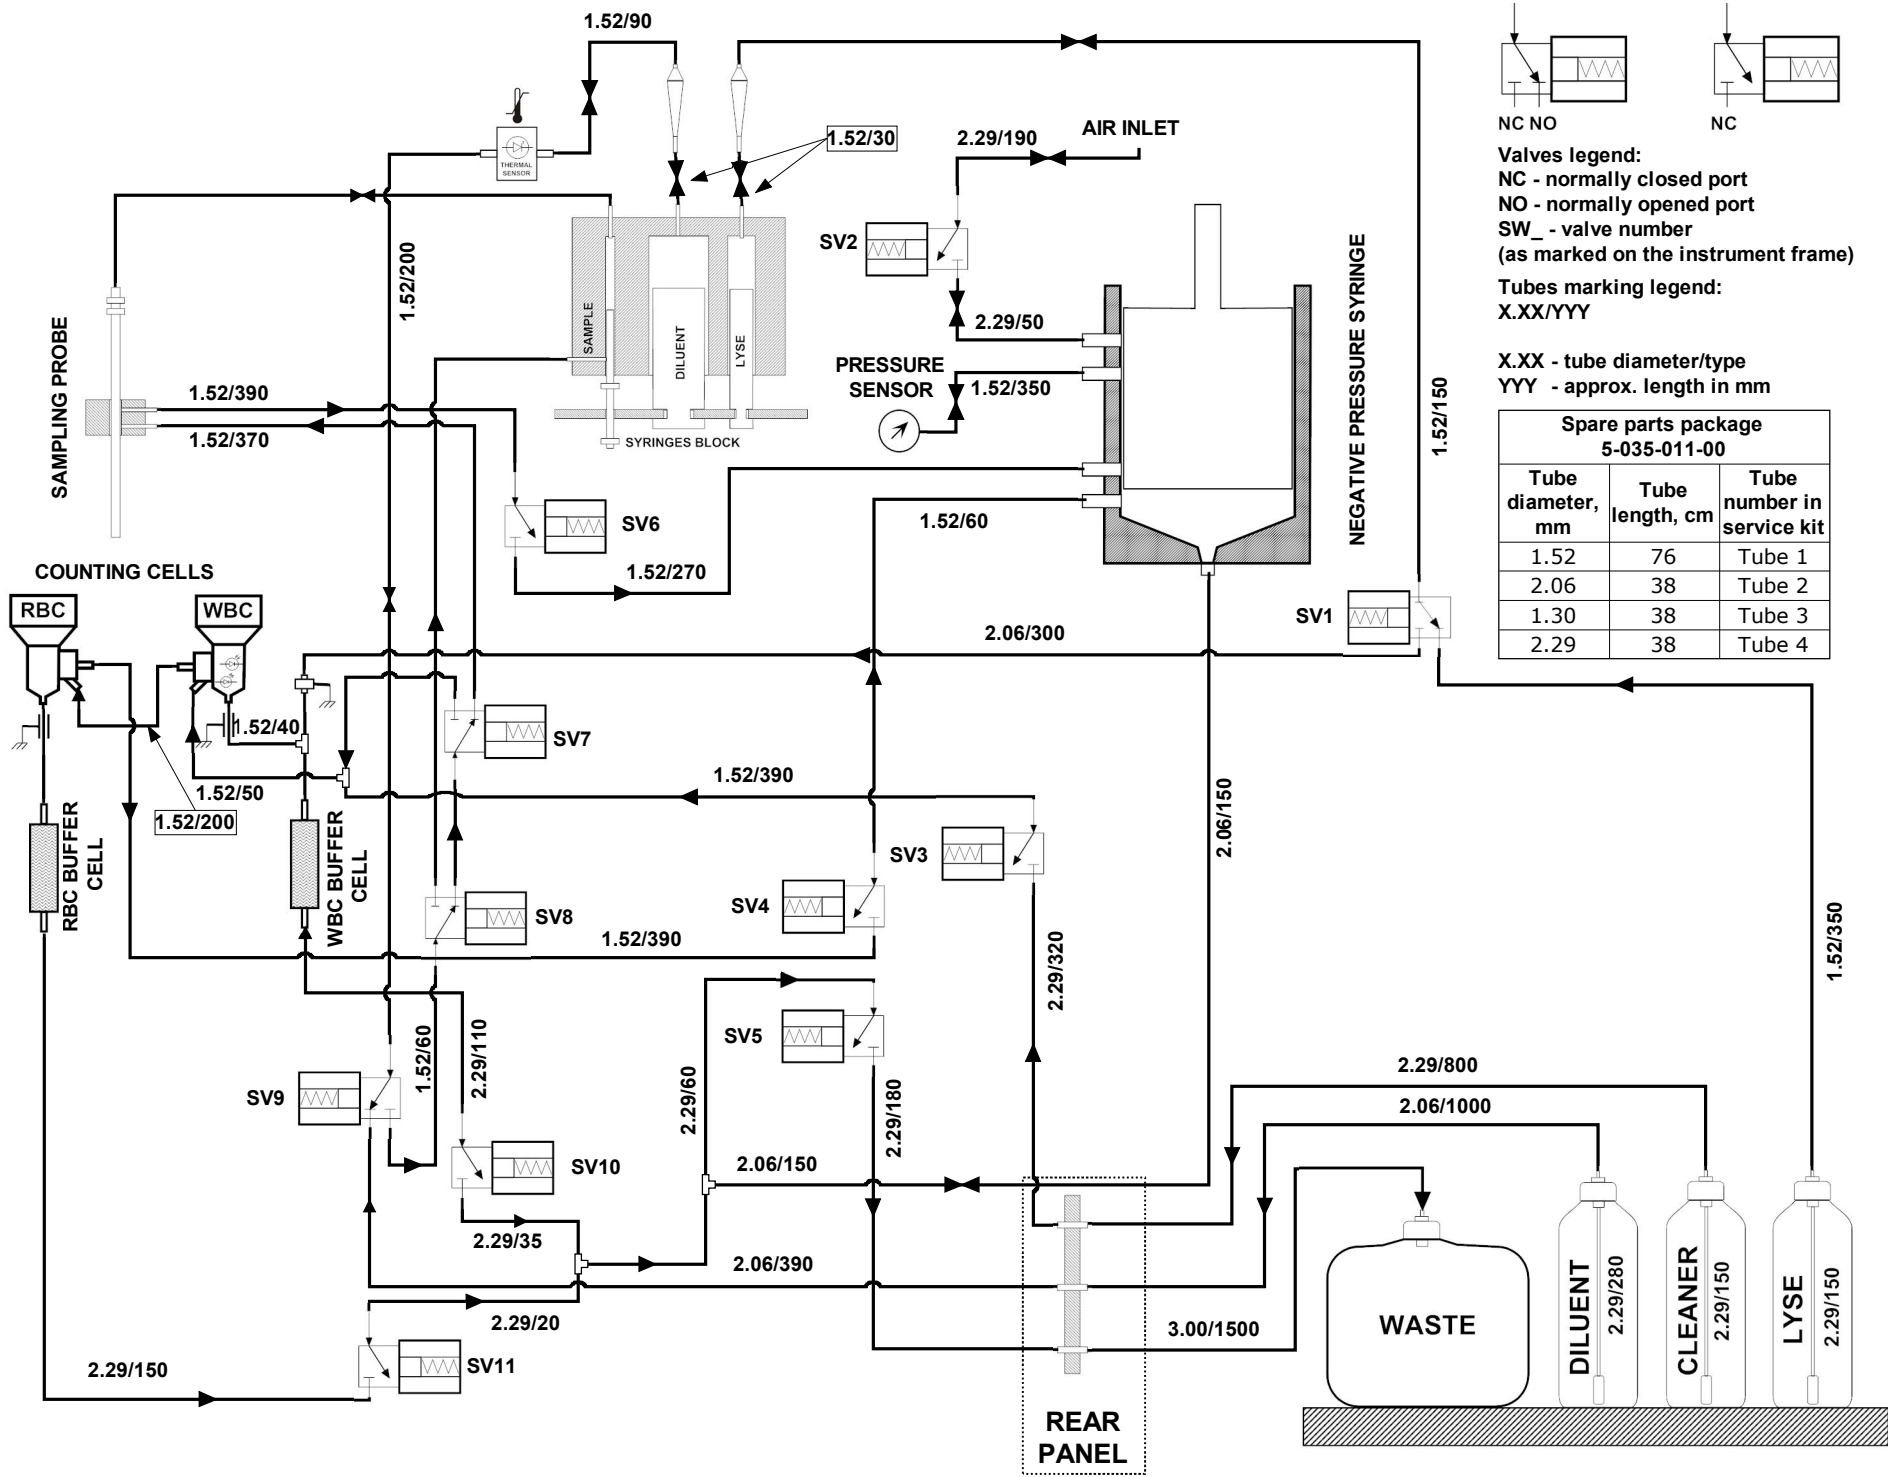 1.52/90
THERMAL
SENSOR
1.52/30
2.29/190
AIR INLET
NC NO
NC
Valves legend:
NC - normally closed port
NO - normally opened port
SW_ - valve number
(as marked on the instrument frame)
Tubes marking legend:
X.XX/YYY
X.XX - tube diameter/type
YYY - approx. length in mm
Spare parts package
5-035-011-00
Tube diameter, mm
Tube length, cm
Tube number in service kit
1.52 76 Tube 1
2.06 38 Tube 2
1.30 38 Tube 3
2.29 38 Tube 4
SV2
1.52/200
SAMPLE
DILUENT
LYSE
SYRINGES BLOCK
2.29/50
PRESSURE
SENSOR
1.52/350
NEGATIVE PRESSURE SYRINGE
1.52/150
SAMPLING PROBE
1.52/390
1.52/370
SV6
1.52/60
1.52/270
COUNTING CELLS
RBC
WBC
SV1
2.06/300
1.52/40
SV7
1.52/50
1.52/200
1.52/390
RBC BUFFER
CELL
WBC BUFFER
CELL
SV3
2.06/150
SV4
SV8
1.52/390
2.29/320
1.52/350
SV5
SV9
1.52/60
2.29/110
2.29/60
2.29/180
2.29/800
2.06/1000
SV10
2.06/150
2.29/35
2.06/390
2.29/20
3.00/1500
SV11
2.29/150
WASTE
DILUENT
2.29/280
CLEANER
2.29/150
LYSE
2.29/150
REAR
PANEL